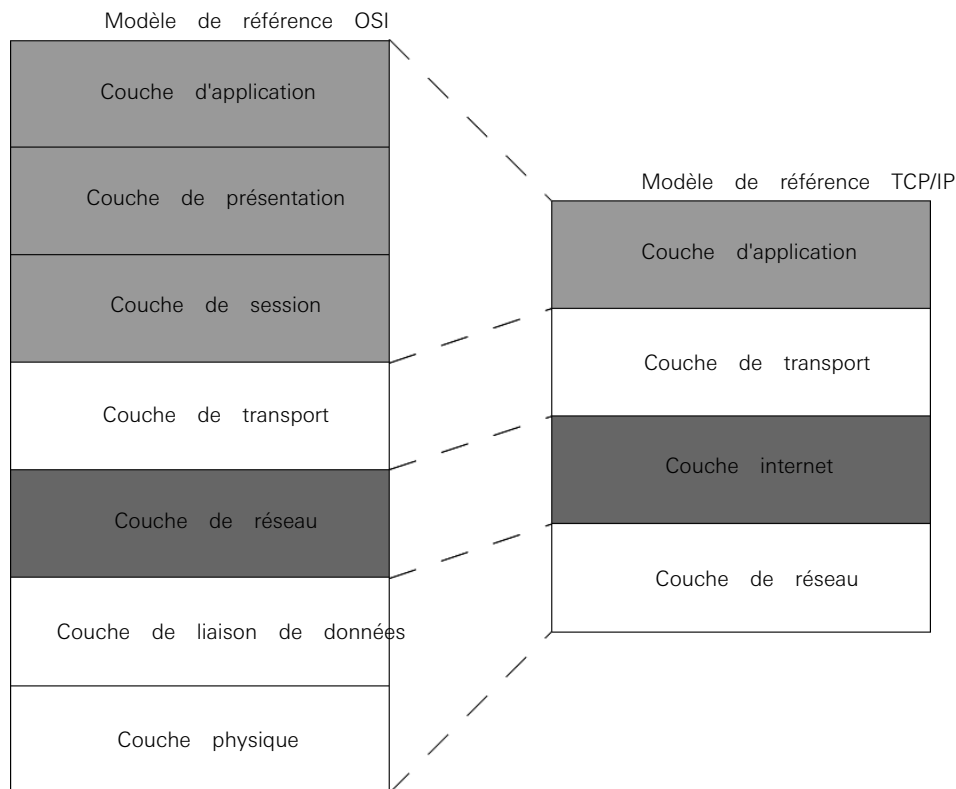 Modèle de référence OSI
Couche d'application
Couche de présentation
Couche de session
Couche de transport
Couche de réseau
Couche de liaison de données
Couche physique
Modèle de référence TCP/IP
Couche d'application
Couche de transport
Couche internet
Couche de réseau